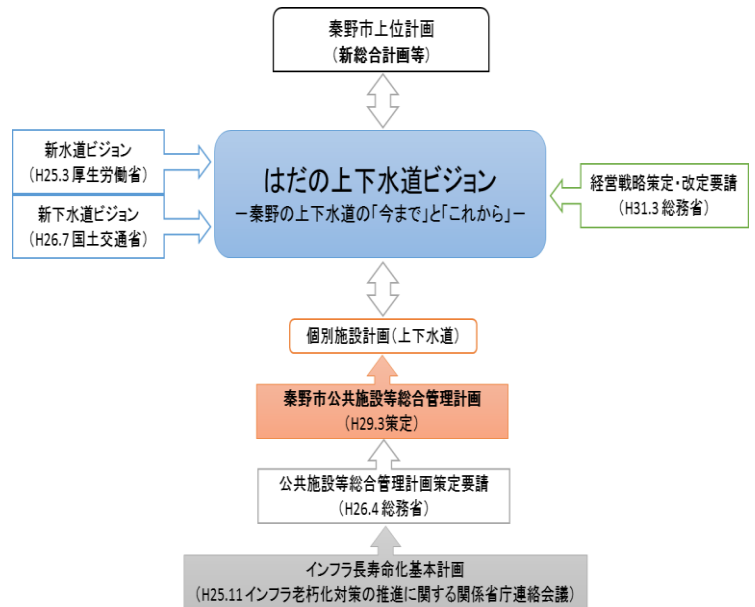 秦野市上位計画
(新総合計画等)
新水道ビジョン
(H25.3 厚生労働省)
新下水道ビジョン
(H26.7 国土交通省)
はだの上下水道ビジョン
－秦野の上下水道の「今まで」と「これから」－
経営戦略策定・改定要請
(H31.3 総務省)
個別施設計画(上下水道)
秦野市公共施設等総合管理計画
(H29.3策定)
公共施設等総合管理計画策定要請
(H26.4 総務省)
インフラ長寿命化基本計画
(H25.11 インフラ老朽化対策の推進に関する関係省庁連絡会議)